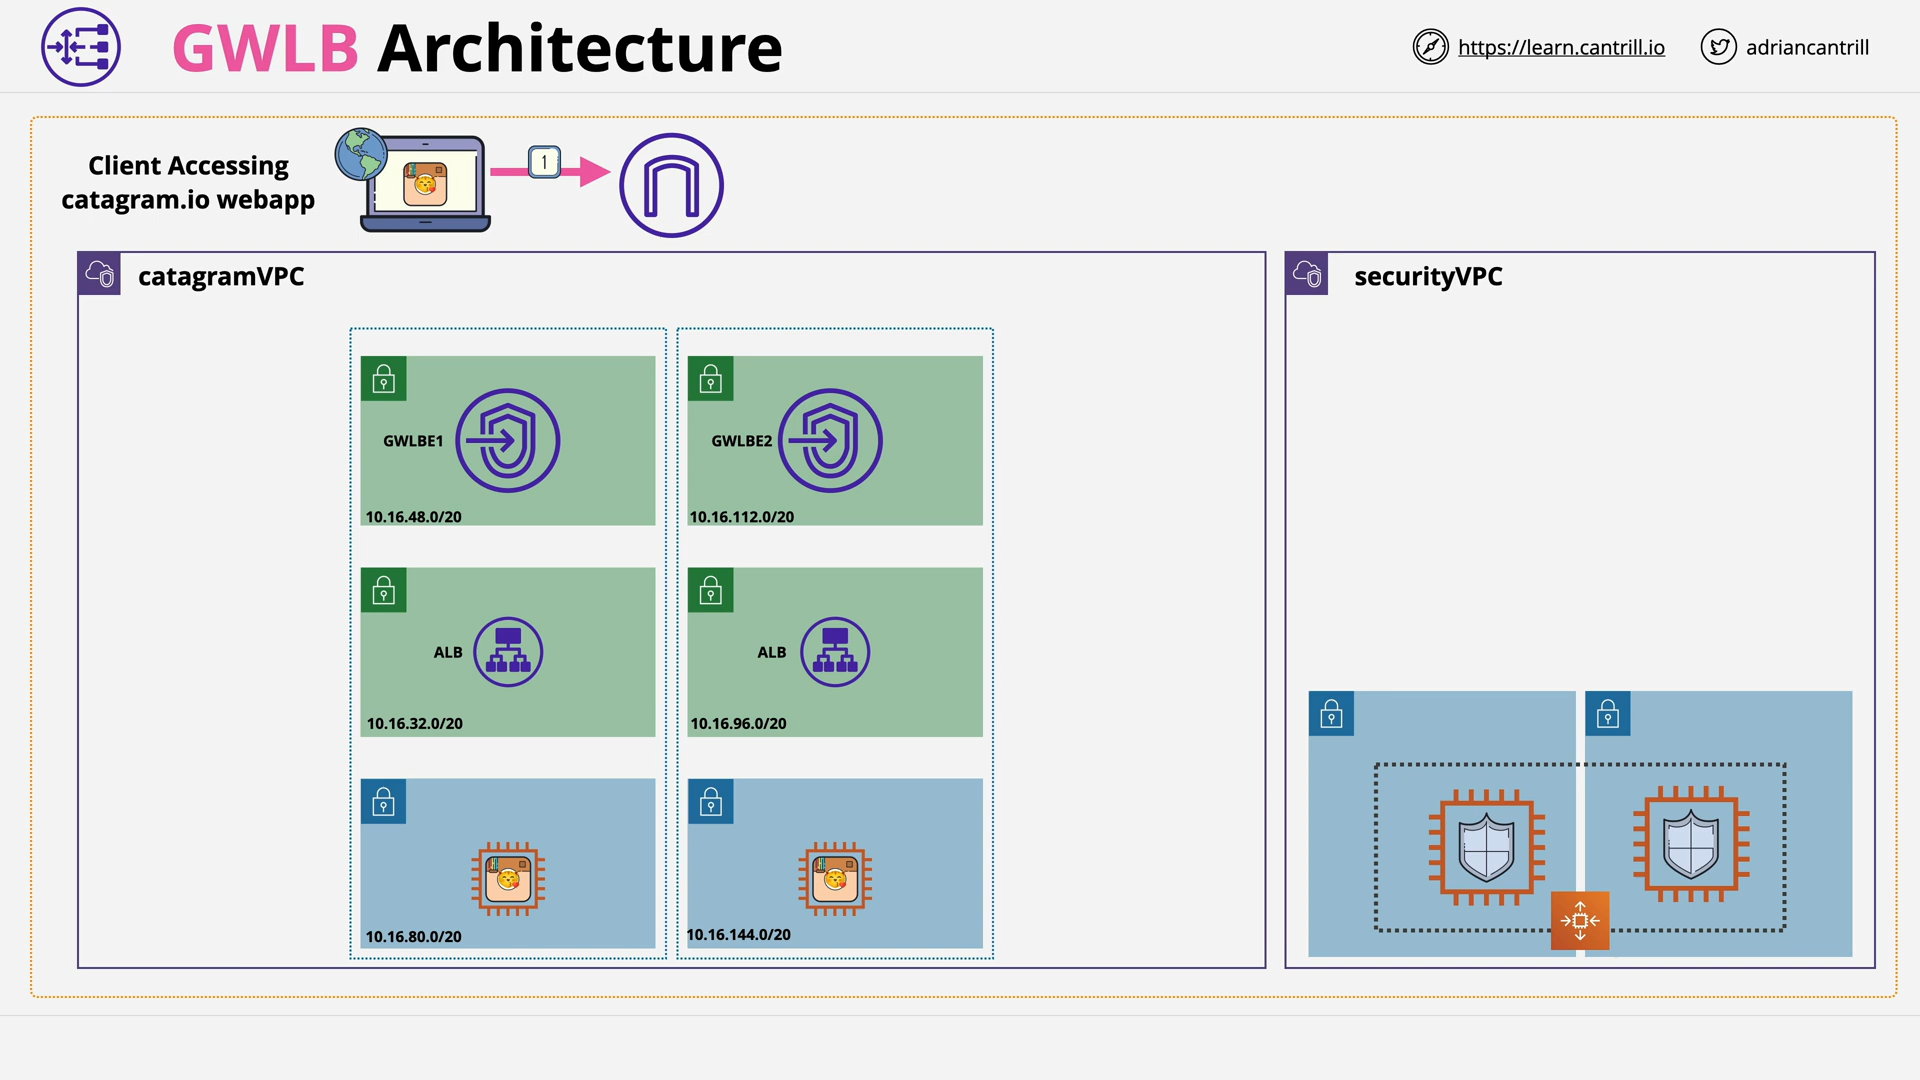 GWLB Architecture
https://learn.cantrill.io
adriancantrill
Client Accessing
catagram.io webapp
1
catagramVPC
securityVPC
GWLBE1
GWLBE2
10.16.48.0/20
10.16.112.0/20
ALB
ALB
10.16.32.0/20
10.16.96.0/20
10.16.80.0/20
10.16.144.0/20